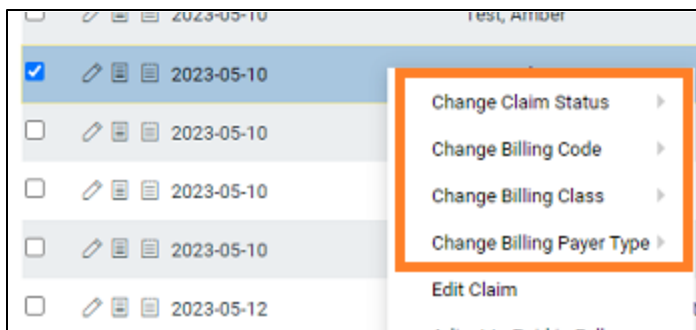 2023-05-10 Test, Amber
2023-05-10
Change Claim Status
2023-05-10
Change Billing Code
2023-05-10
Change Billing Class
2023-05-10
Change Billing Payer Type
Edit Claim
2023-05-12